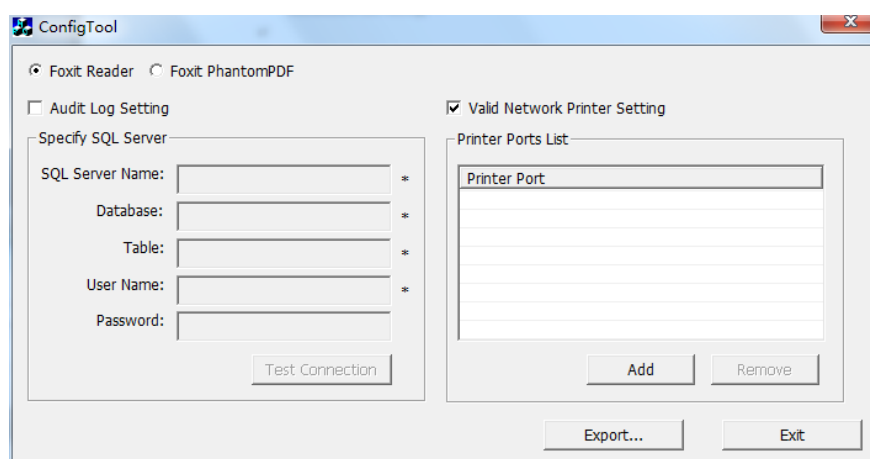 ConfigTool
Foxit Reader Foxit PhantomPDF
Audit Log Setting
Valid Network Printer Setting
Specify SQL Server
SQL Server Name: *
Database: *
Table: *
User Name: *
Password:
Test Connection
Printer Ports List
Printer Port
Add Remove
Export... Exit